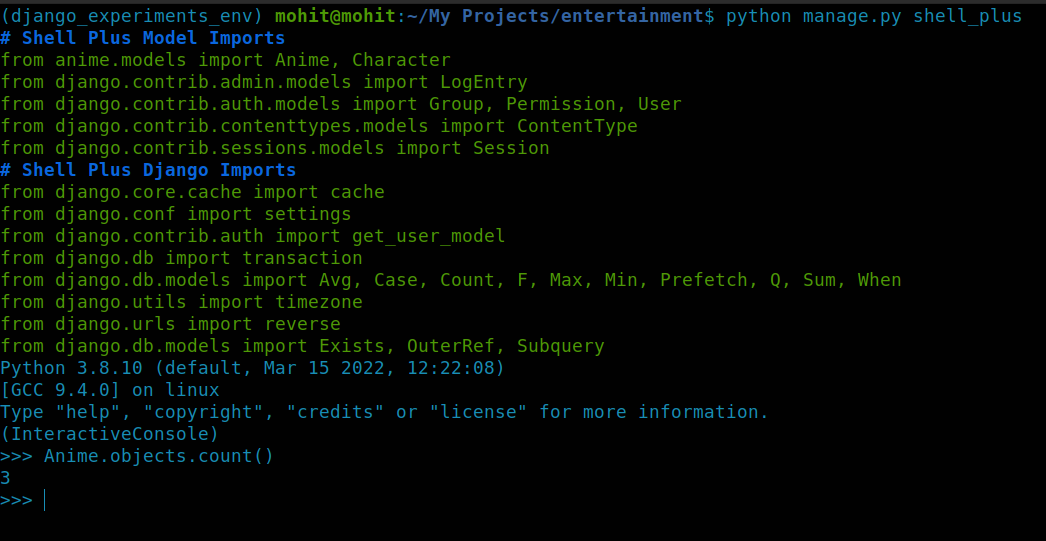 (django_experiments_env) mohit@mohit:~/My Projects/entertainment$ python manage.py shell_plus
# Shell Plus Model Imports
from anime.models import Anime, Character
from django.contrib.admin.models import LogEntry
from django.contrib.auth.models import Group, Permission, User
from django.contrib.contenttypes.models import ContentType
from django.contrib.sessions.models import Session
# Shell Plus Django Imports
from django.core.cache import cache
from django.conf import settings
from django.contrib.auth import get_user_model
from django.db import transaction
from django.db.models import Avg, Case, Count, F, Max, Min, Prefetch, Q, Sum, When
from django.utils import timezone
from django.urls import reverse
from django.db.models import Exists, OuterRef, Subquery
Python 3.8.10 (default, Mar 15 2022, 12:22:08)
[GCC 9.4.0] on linux
Type "help", "copyright", "credits" or "license" for more information.
(InteractiveConsole)
>>> Anime.objects.count()
3
>>>